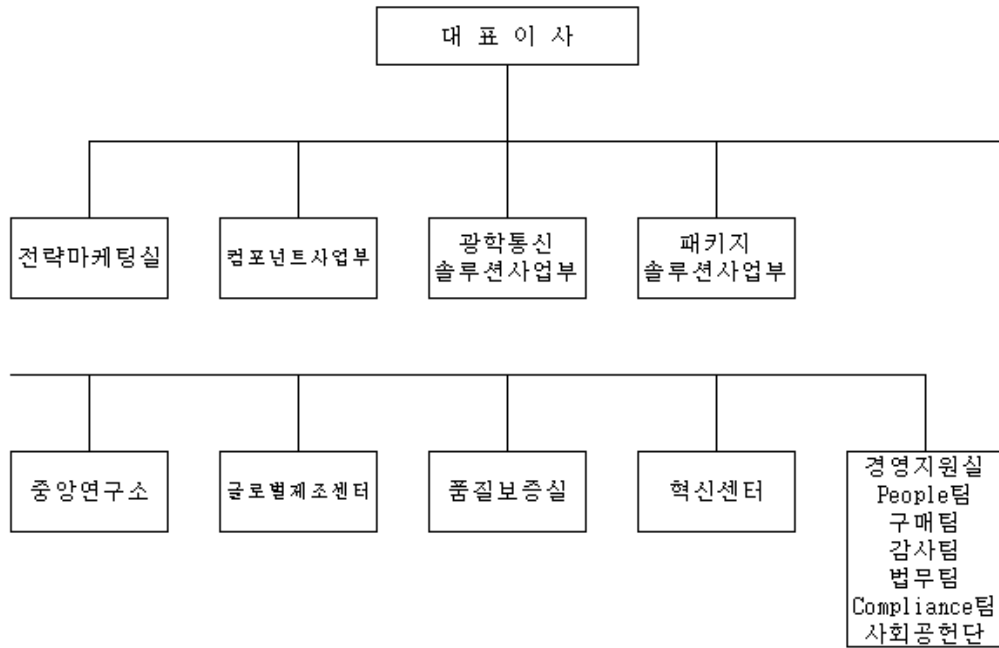 대 표 이 사
전략마케팅실
컴포넌트사업부
광학통신
솔루션사업부
패키지
솔루션사업부
중앙연구소
글로벌제조센터
품질보증실
혁신센터
경영지원실
People팀
구매팀
감사팀
법무팀
Compliance팀
사회공헌단